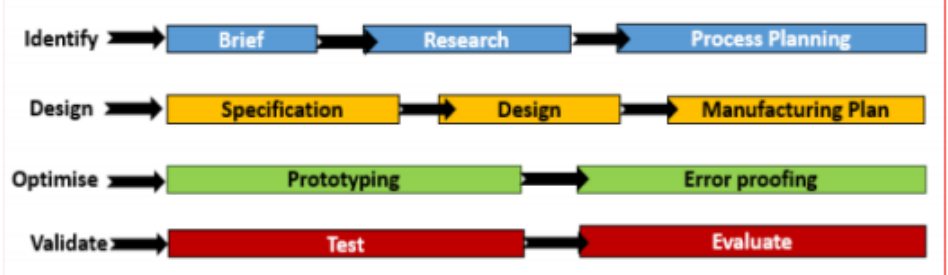 Identify Brief Research Process Planning
Design Specification Design Manufacturing Plan
Optimise Prototyping Error proofing
Validate Test Evaluate